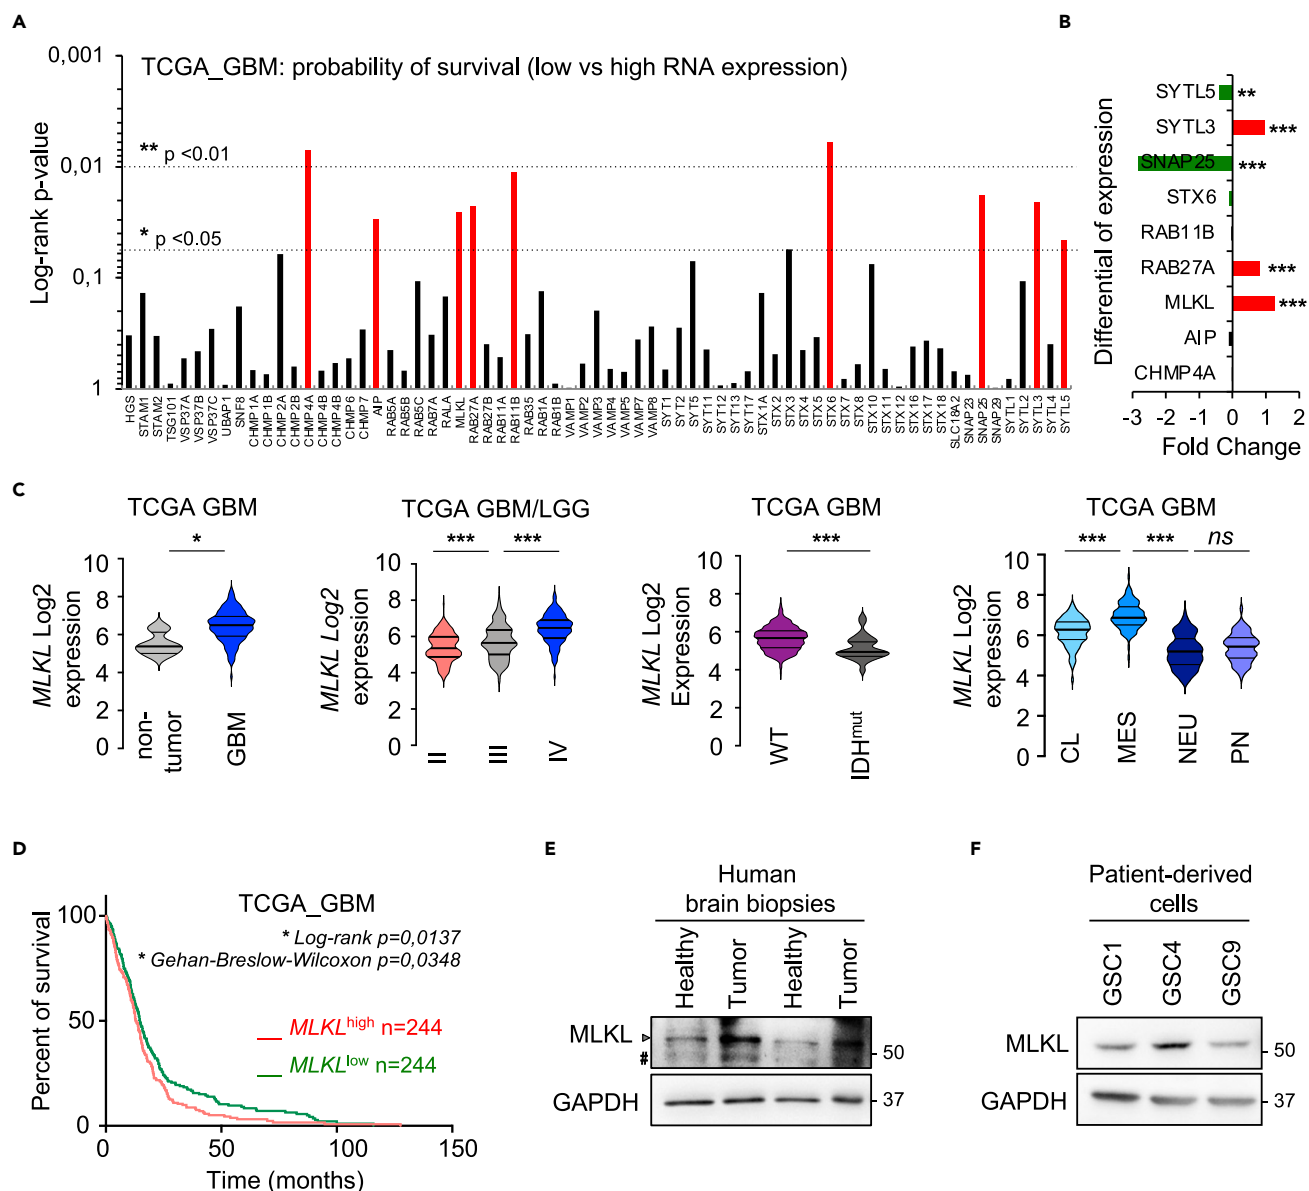 A
TCGA_GBM: probability of survival (low vs high RNA expression)
Log-rank p-value
0,001
0,01
0,1
1
** p <0.01
* p <0.05
HGS
STAM1
STAM2
TSG101
VSP37A
VSP37B
VSP37C
UBAP1
SNF8
CHMP11A
CHMP11B
CHMP22A
CHMP2B
CHMP4A
CHMP4B
CHMP4B
CHMP6
CHMP7
AIP
RAB5A
RAB5B
RAB5C
RAB7A
RALA
MLKL
RAB27A
RAB27B
RAB11A
RAB11B
RAB35
RAB1A
RAB1B
VAMP1
VAMP2
VAMP3
VAMP4
VAMP5
VAMP7
VAMP8
SYT1
SYT2
SYT5
SYT11
SYT12
SYT13
SYT17
STX1A
STX2
STX3
STX4
STX5
STX6
STX7
STX8
STX10
STX11
STX12
STX16
STX17
STX18
SLC18A2
SNAP23
SNAP25
SNAP29
SYTL1
SYTL2
SYTL3
SYTL4
SYTL5
B
Differential of expression
SYTL5 **
SYTL3 ***
SNAP25 ***
STX6
RAB11B
RAB27A ***
MLKL ***
AIP
CHMP4A
-3 -2 -1 0 1 2
Fold Change
C
TCGA GBM
*
MLKL Log2
expression
10
8
6
4
2
0
non-
tumor
GBM
TCGA GBM/LGG
*** ***
MLKL Log2
expression
10
8
6
4
2
0
II
III
IV
TCGA GBM
***
MLKL Log2
Expression
10
8
6
4
2
0
WT
IDHmut
TCGA GBM
*** *** ns
MLKL Log2
expression
10
8
6
4
2
0
CL
MES
NEU
PN
D
TCGA_GBM
* Log-rank p=0,0137
* Gehan-Breslow-Wilcoxon p=0,0348
MLKLhigh n=244
MLKLlow n=244
Percent of survival
100
50
0
0 50 100 150
Time (months)
E
Human
brain biopsies
Healthy
Tumor
Healthy
Tumor
MLKL
#
- 50
GAPDH
- 37
F
Patient-derived
cells
GSC1
GSC4
GSC9
MLKL
- 50
GAPDH
- 37